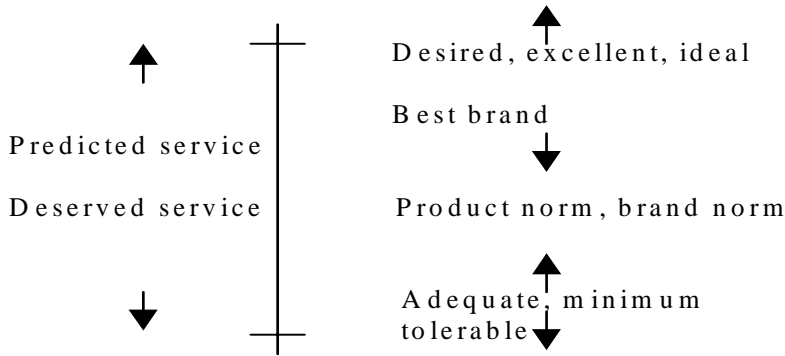 Desired, excellent, ideal
Best brand
Predicted service
Deserved service
Product norm, brand norm
Adequate, minimum
tolerable